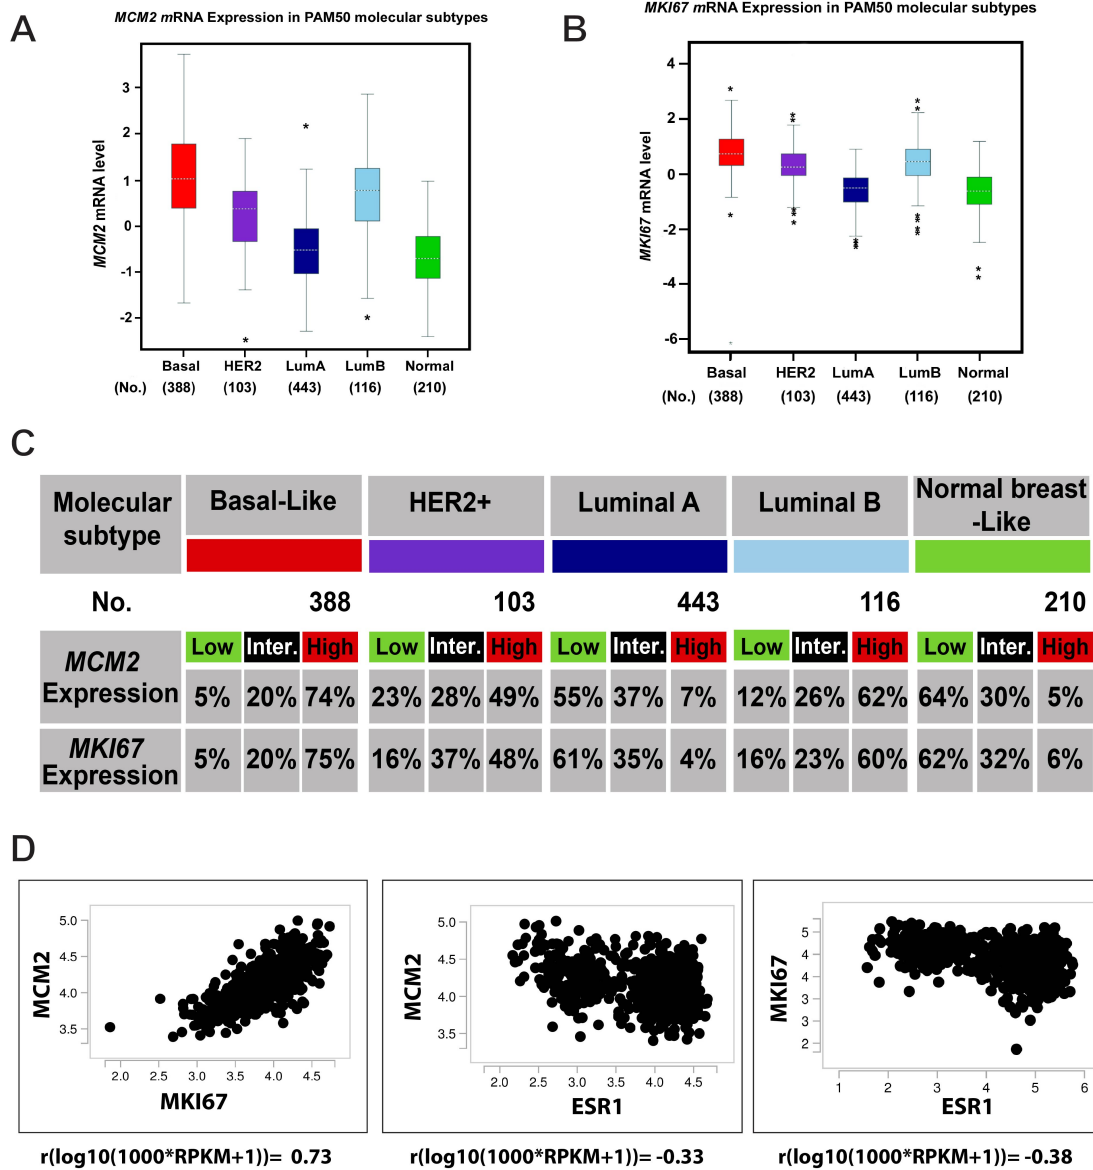 A
MCM2 mRNA Expression in PAM50 molecular subtypes
MCM2 mRNA level
3
2
1
0
-1
-2
*
*
*
Basal HER2 LumA LumB Normal
(No.) (388) (103) (443) (116) (210)
B
MKI67 mRNA Expression in PAM50 molecular subtypes
MKI67 mRNA level
4
2
0
-2
-4
-6
Basal HER2 LumA LumB Normal
(No.) (388) (103) (443) (116) (210)
C
Molecular subtype Basal-Like HER2+ Luminal A Luminal B Normal breast -Like
No. 388 103 443 116 210
Low Inter. High Low Inter. High Low Inter. High Low Inter. High Low Inter. High
MCM2 Expression 5% 20% 74% 23% 28% 49% 55% 37% 7% 12% 26% 62% 64% 30% 5%
MKI67 Expression 5% 20% 75% 16% 37% 48% 61% 35% 4% 16% 23% 60% 62% 32% 6%
D
MCM2
5.0
4.5
4.0
3.5
2.0 2.5 3.0 3.5 4.0 4.5
MKI67
r(log10(1000*RPKM+1))= 0.73
MCM2
5.0
4.5
4.0
3.5
2.0 2.5 3.0 3.5 4.0 4.5
ESR1
r(log10(1000*RPKM+1))= -0.33
MKI67
5
4
4
3
3
2
1 2 3 4 5 6
ESR1
r(log10(1000*RPKM+1))= -0.38